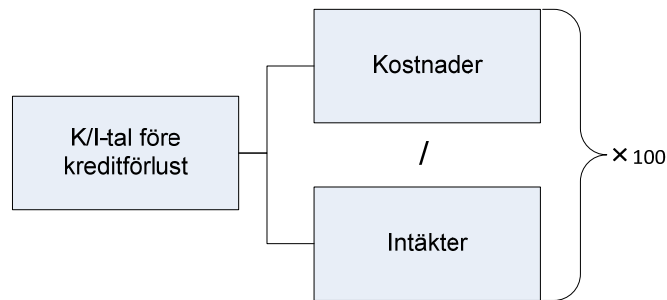 Kostnader
K/I-tal före
kreditförlust
/
× 100
Intäkter